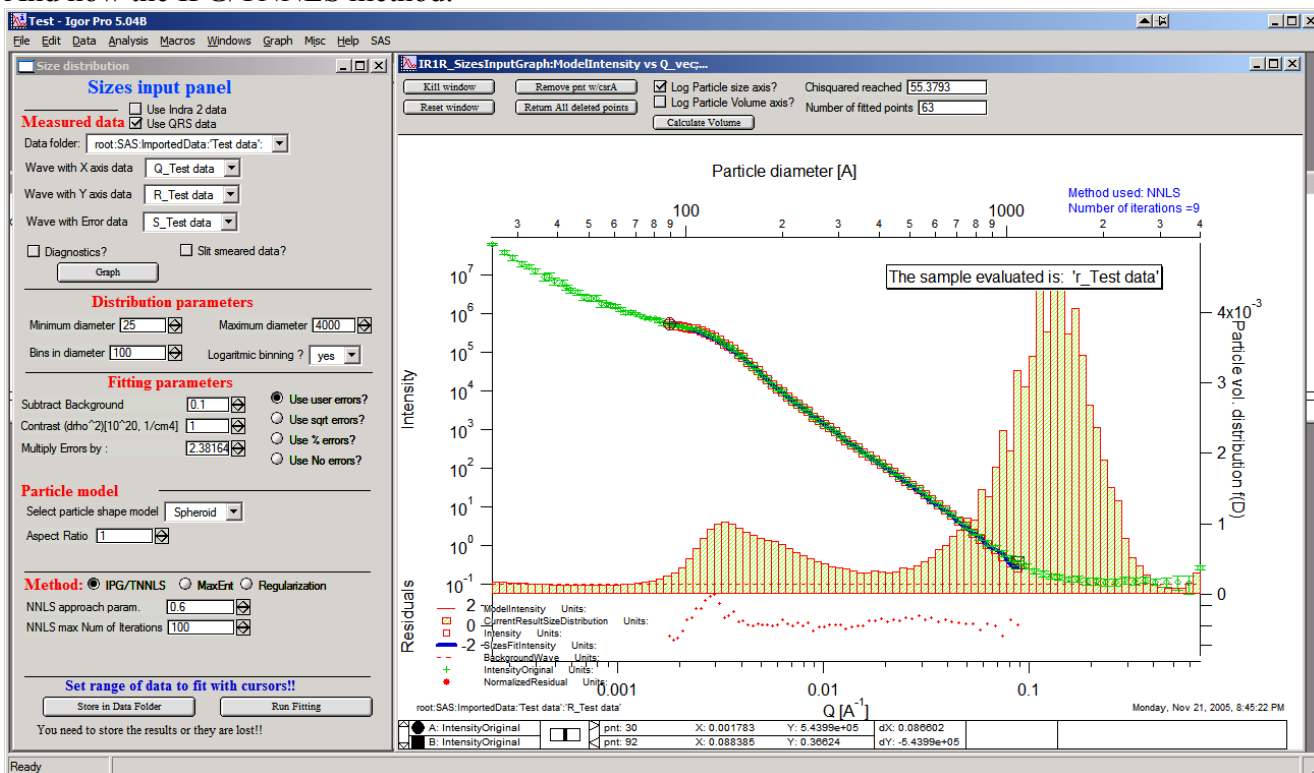 And now the IPG/TNNLS method.
Test - Igor Pro 5.04B
File Edit Data Analysis Macros Windows Graph Misc Help SAS
Size distribution
Sizes input panel
Use Indra 2 data
Measured data Use QRS data
Data folder: root:SAS:ImportedData:'Test data':
Wave with X axis data Q_Test data
Wave with Y axis data R_Test data
Wave with Error data S_Test data
Diagnostics? Slit smeared data?
Graph
Distribution parameters
Minimum diameter 25 Maximum diameter 4000
Bins in diameter 100 Logaritmic binning ? yes
Fitting parameters
Subtract Background 0.1 Use user errors?
Contrast (drho^2)[10^20, 1/cm4] 1 Use sqrt errors?
Multiply Errors by : 2.38164 Use % errors?
Use No errors?
Particle model
Select particle shape model Spheroid
Aspect Ratio 1
Method: IPG/TNNLS MaxEnt Regularization
NNLS approach param. 0.6
NNLS max Num of Iterations 100
Set range of data to fit with cursors!!
Store in Data Folder Run Fitting
You need to store the results or they are lost!!
Ready
IR1R_SizesInputGraph:ModelIntensity vs Q_vec;...
Kill window Remove pnt w/csrA Log Particle size axis? Chisquared reached 55.3793
Reset window Return All deleted points Log Particle Volume axis? Number of fitted points 63
Calculate Volume
Particle diameter [A]
Method used: NNLS
Number of iterations =9
100 1000
3 4 5 6 7 8 9 2 3 4 5 6 7 8 9 2 3 4
The sample evaluated is: 'r_Test data'
Intensity
10^7
10^6
10^5
10^4
10^3
10^2
10^1
10^0
10^-1
4x10^-3
3
2
1
0
Particle vol. distribution f(D)
Residuals
2
0
-2
ModelIntensity Units:
CurrentResultSizeDistribution Units:
Intensity Units:
SizesFitIntensity Units:
BackgroundWave Units:
IntensityOriginal Units:
NormalizedResidual Units:
0.001 0.01 0.1
root:SAS:ImportedData:'Test data':'R_Test data' Q [A^-1] Monday, Nov 21, 2005, 8:45:22 PM
A: IntensityOriginal pnt: 30 X: 0.001783 Y: 5.4399e+05 dX: 0.086602
B: IntensityOriginal pnt: 92 X: 0.088385 Y: 0.36624 dY: -5.4399e+05